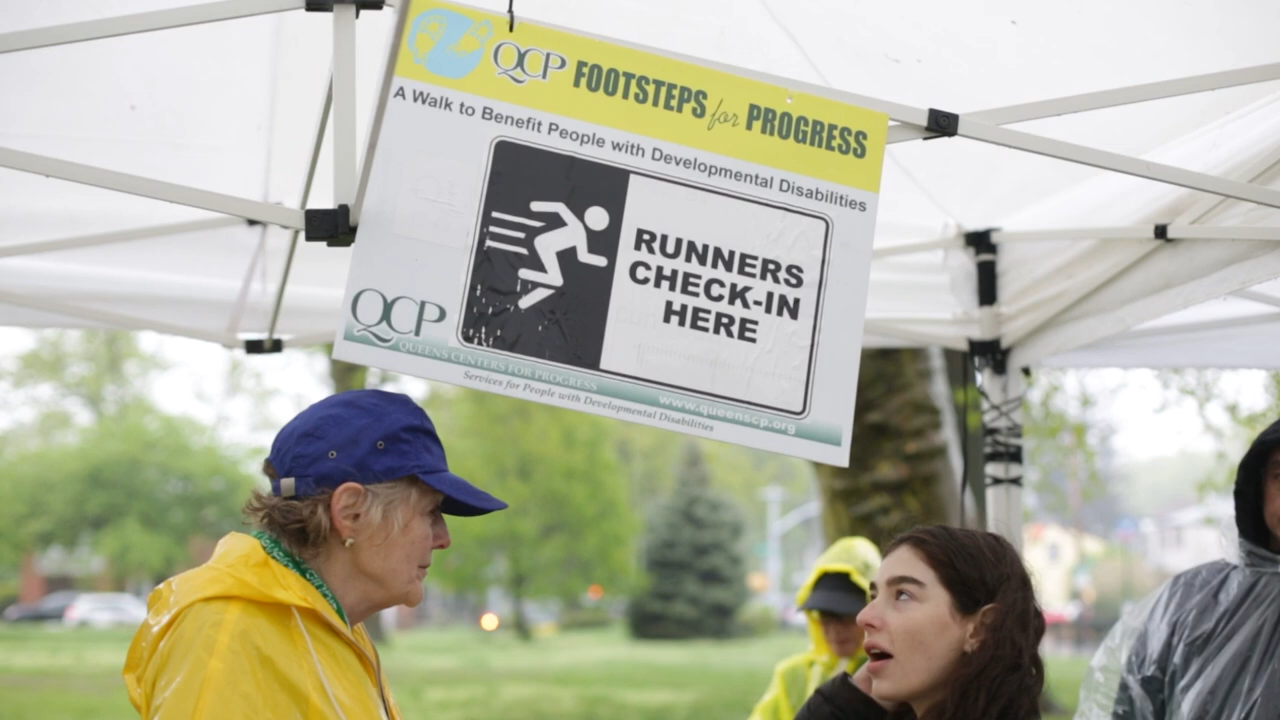 QCP FOOTSTEPS for PROGRESS
A Walk to Benefit People with Developmental Disabilities
RUNNERS
CHECK-IN
HERE
QCP
QUEENS CENTERS FOR PROGRESS
www.queenscp.org
Services for People with Developmental Disabilities